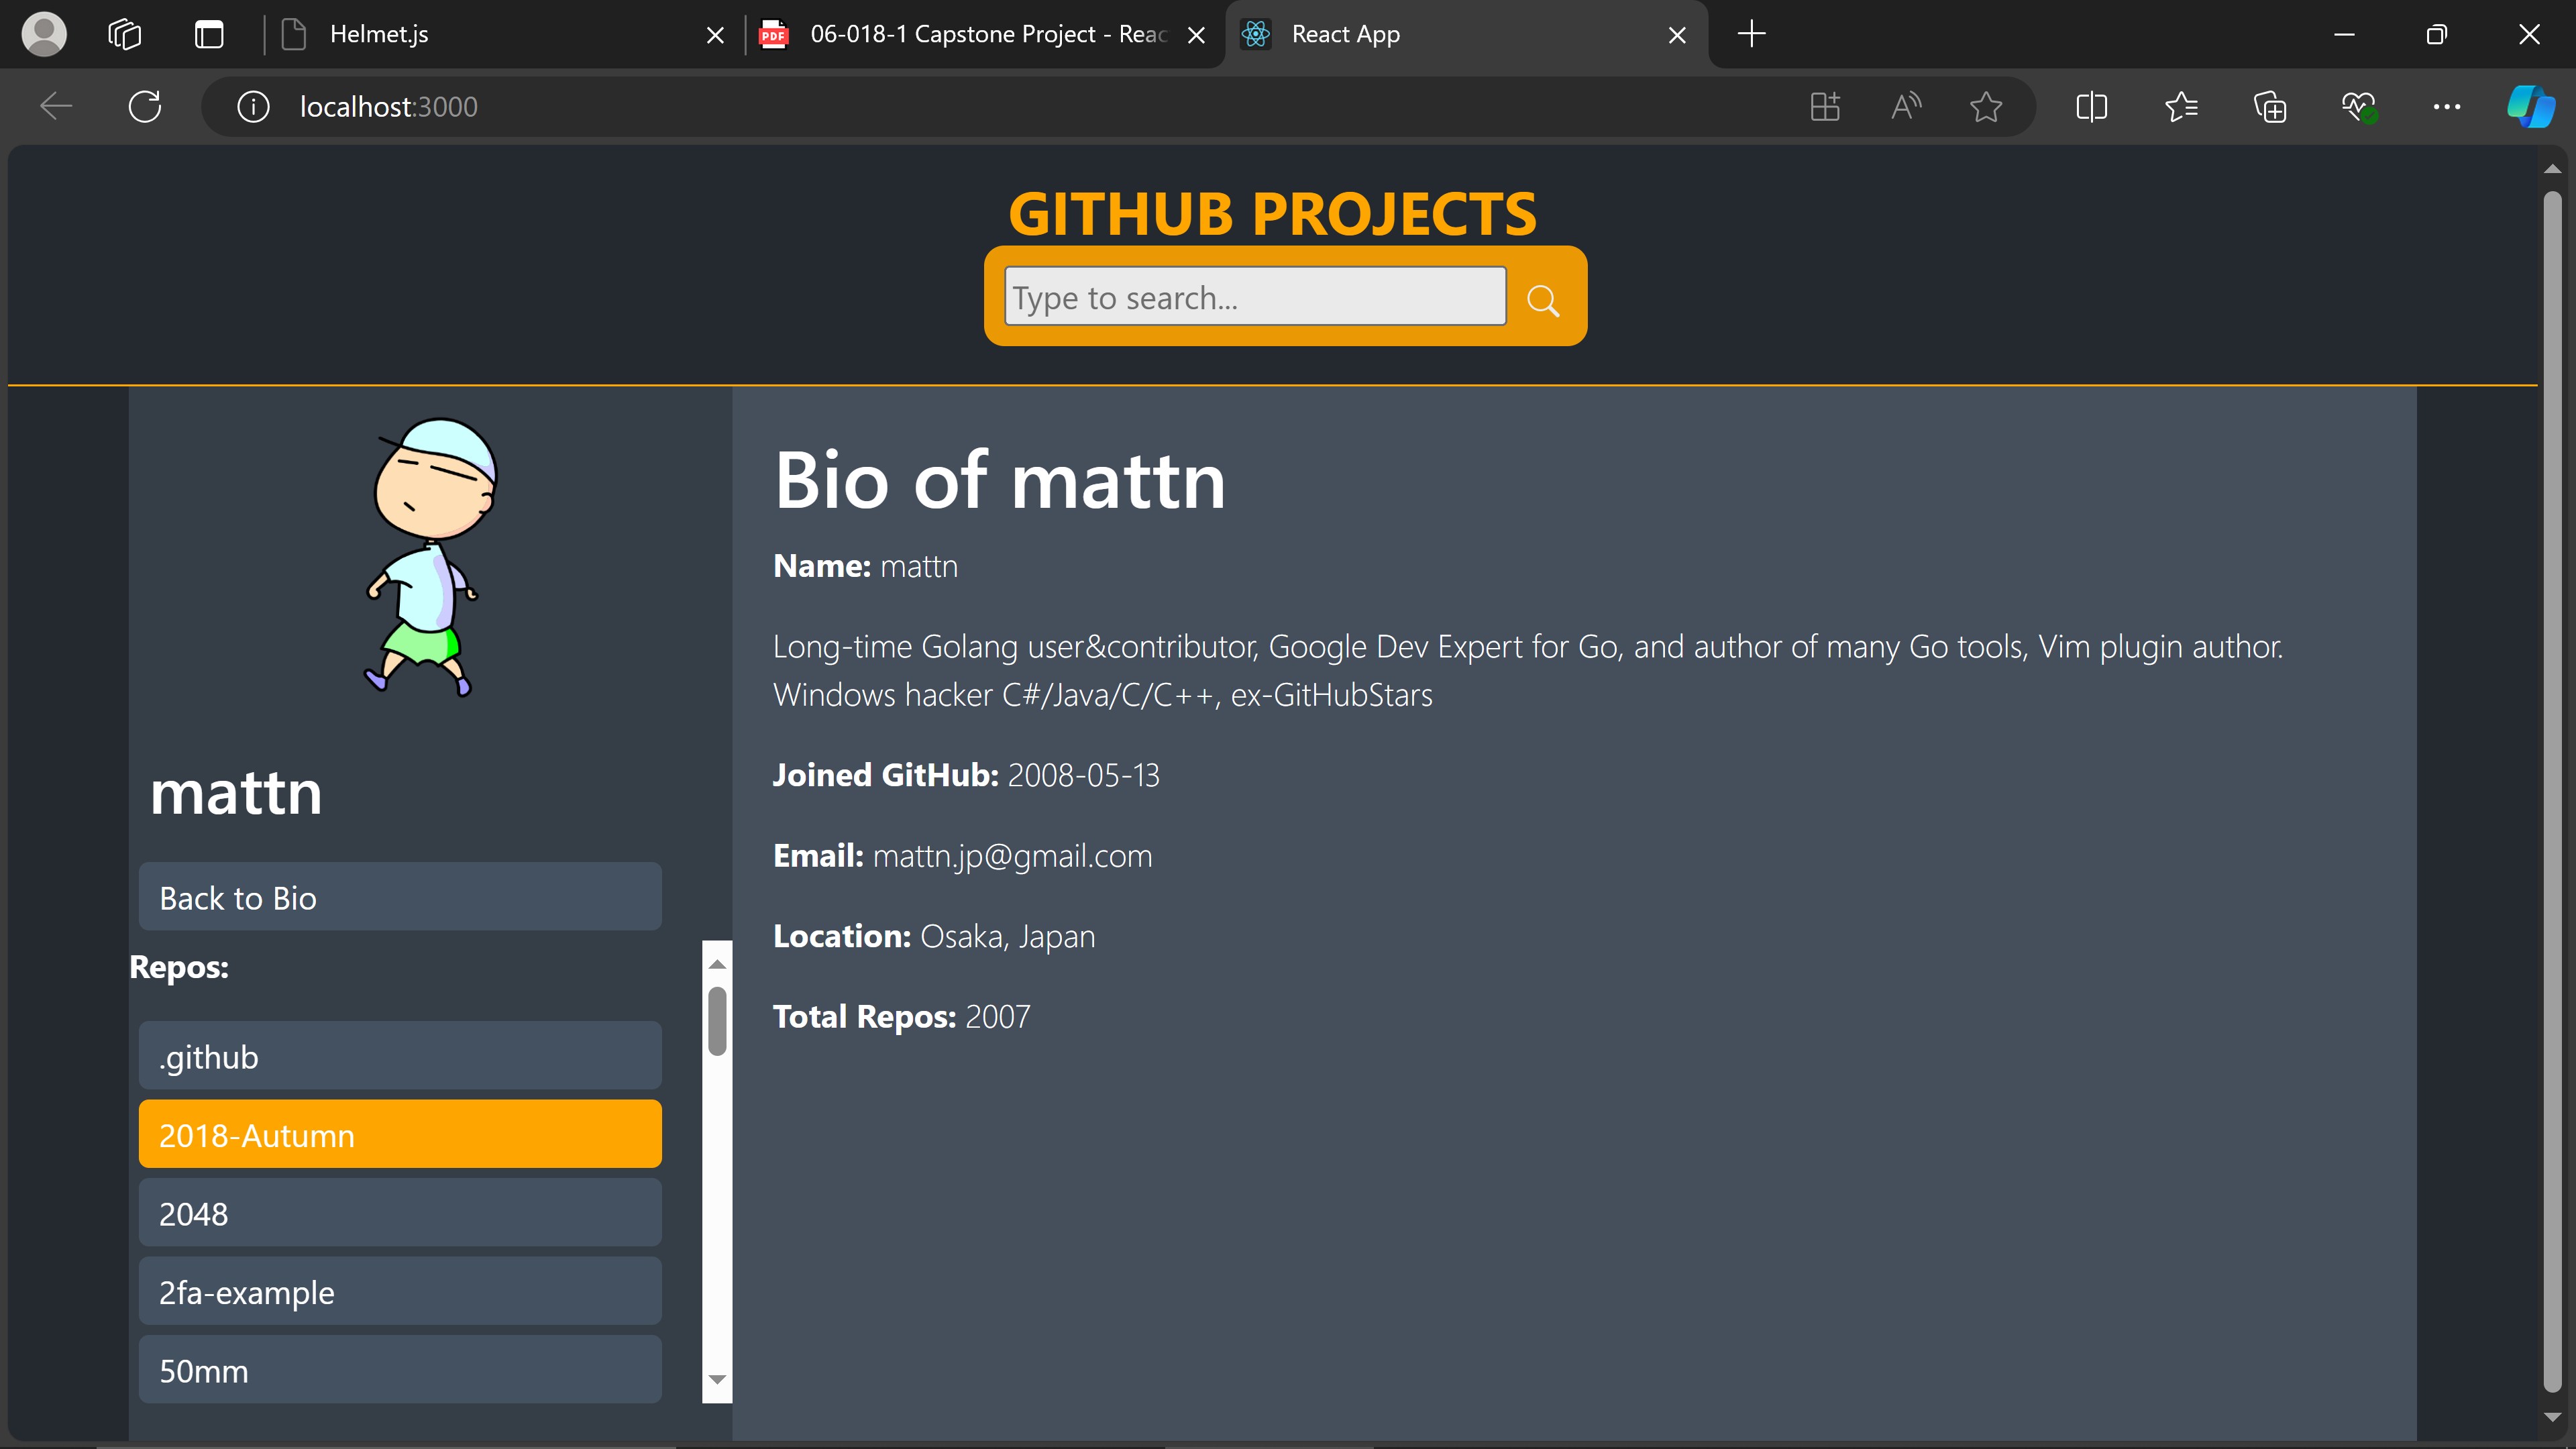 Helmet.js
PDF
06-018-1 Capstone Project - Reac
React App
localhost:3000
GITHUB PROJECTS
Type to search...
mattn
Back to Bio
Repos:
.github
2018-Autumn
2048
2fa-example
50mm
Bio of mattn
Name: mattn
Long-time Golang user&contributor, Google Dev Expert for Go, and author of many Go tools, Vim plugin author.
Windows hacker C#/Java/C/C++, ex-GitHubStars
Joined GitHub: 2008-05-13
Email: mattn.jp@gmail.com
Location: Osaka, Japan
Total Repos: 2007